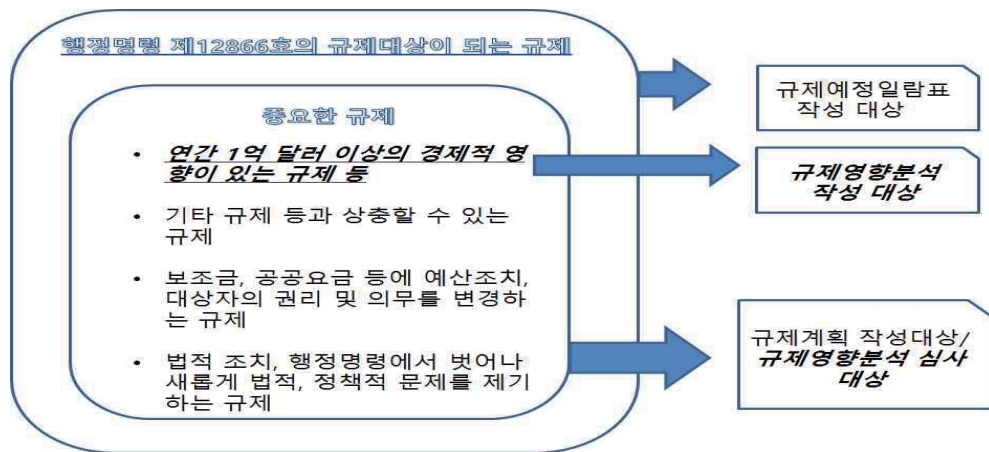 행정명령 제12866호의 규제대상이 되는 규제
중요한 규제
• 연간 1억 달러 이상의 경제적 영
향이 있는 규제 등
• 기타 규제 등과 상충할 수 있는
규제
• 보조금, 공공요금 등에 예산조치,
대상자의 권리 및 의무를 변경하
는 규제
• 법적 조치, 행정명령에서 벗어나
새롭게 법적, 정책적 문제를 제기
하는 규제
규제예정일람표
작성 대상
규제영향분석
작성 대상
규제계획 작성대상/
규제영향분석 심사
대상